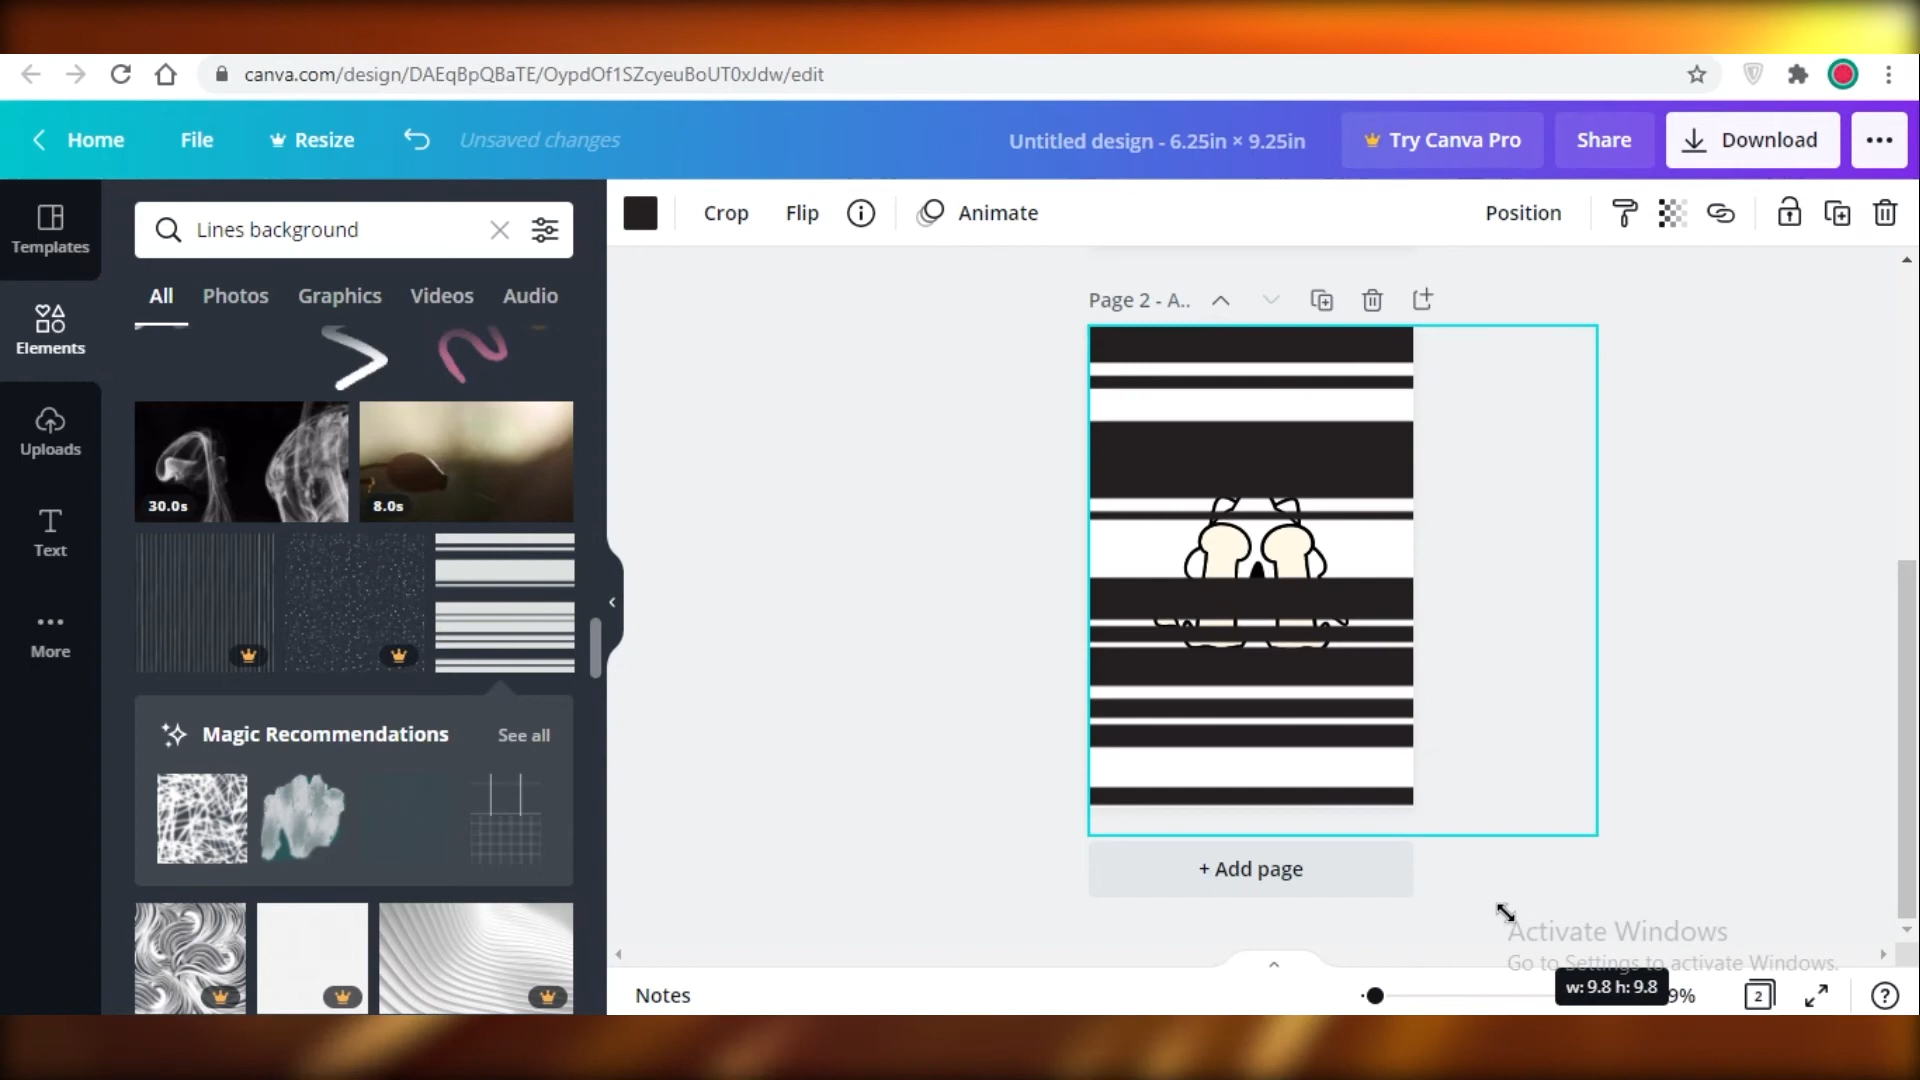 canva.com/design/DAEqBpQBaTE/OypdOf1SZcyeuBoUT0xJdw/edit
Home File Resize Unsaved changes Untitled design - 6.25in × 9.25in Try Canva Pro Share Download
Templates
Elements
Uploads
Text
More
Lines background
All Photos Graphics Videos Audio
30.0s 8.0s
Magic Recommendations See all
Crop Flip Animate Position
Page 2 - A..
+ Add page
Activate Windows
Go to Settings to activate Windows.
w: 9.8 h: 9.8
Notes 9% 2 ?